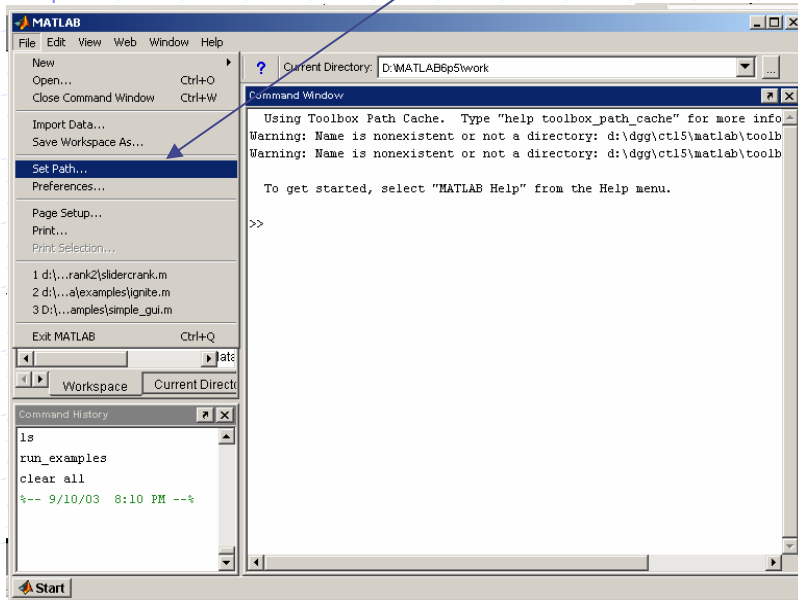 MATLAB
File Edit View Web Window Help
New
Open... Ctrl+O
Close Command Window Ctrl+W
Import Data...
Save Workspace As...
Set Path...
Preferences...
Page Setup...
Print...
Print Selection...
1 d:\...rank2\slidercrank.m
2 d:\...a\examples\ignite.m
3 D:\...amples\simple_gui.m
Exit MATLAB Ctrl+Q
Workspace Current Directo
Command History
ls
run_examples
clear all
%-- 9/10/03 8:10 PM --%
? Current Directory: D:\MATLAB6p5\work ...
Command Window
Using Toolbox Path Cache. Type "help toolbox_path_cache" for more info
Warning: Name is nonexistent or not a directory: d:\dgg\ctl5\matlab\toolb
Warning: Name is nonexistent or not a directory: d:\dgg\ctl5\matlab\toolb
To get started, select "MATLAB Help" from the Help menu.
>>
Start